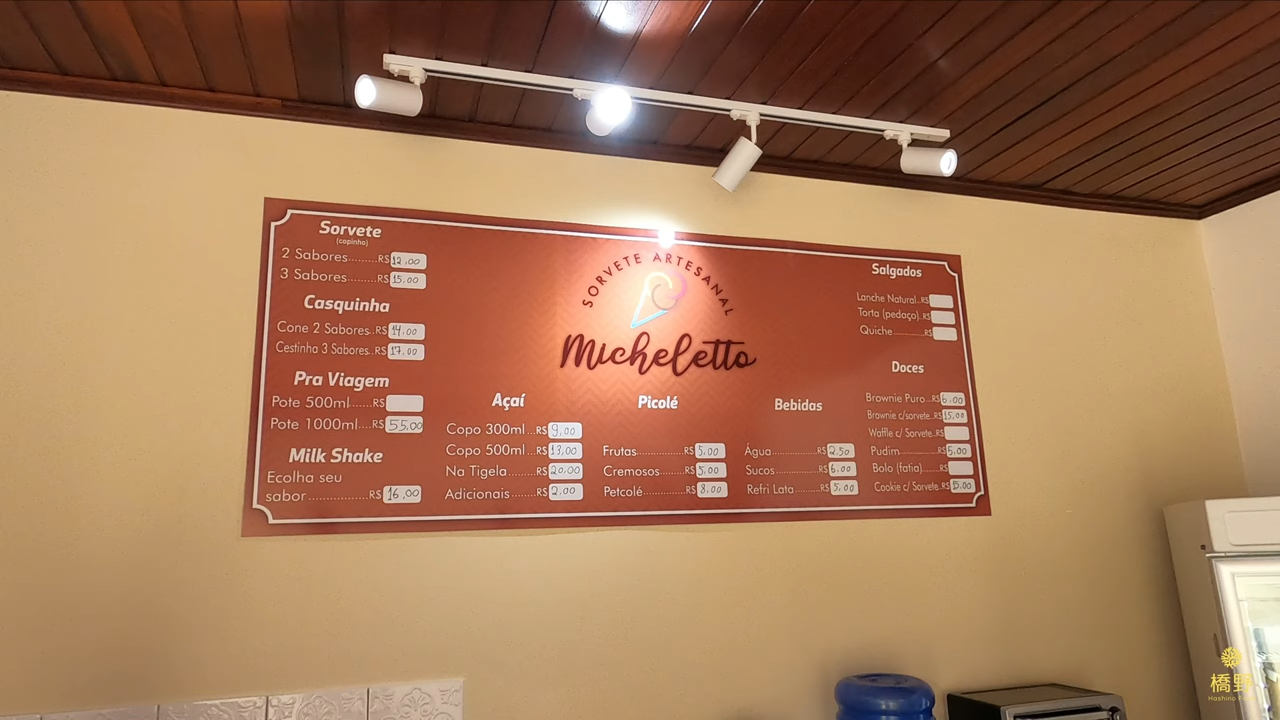 Sorvete
(copinho)
2 Sabores.........R$ 12.00
3 Sabores.........R$ 15.00
Casquinha
Cone 2 Sabores..R$ 14.00
Cestinha 3 Sabores..R$ 17.00
Pra Viagem
Pote 500ml......R$
Pote 1000ml....R$ 55.00
Milk Shake
Ecolha seu
sabor................R$ 16.00
SORVETE ARTESANAL
Micheletto
Açaí
Copo 300ml...R$ 9,00
Copo 500ml...R$ 13,00
Na Tigela........R$ 20,00
Adicionais.......R$ 2.00
Picolé
Frutas.............R$ 5.00
Cremosos.......R$ 5,00
Petcolé............R$ 8.00
Bebidas
Água..............R$ 2.50
Sucos.............R$ 6.00
Refri Lata........R$ 5,00
Salgados
Lanche Natural..R$
Torta (pedaço)...R$
Quiche............R$
Doces
Brownie Puro...R$ 6.00
Brownie c/sorvete..R$ 15,00
Waffle c/ Sorvete..R$
Pudim..............R$ 5,00
Bolo (fatia)........R$
Cookie c/ Sorvete..R$ 15.00
橋野